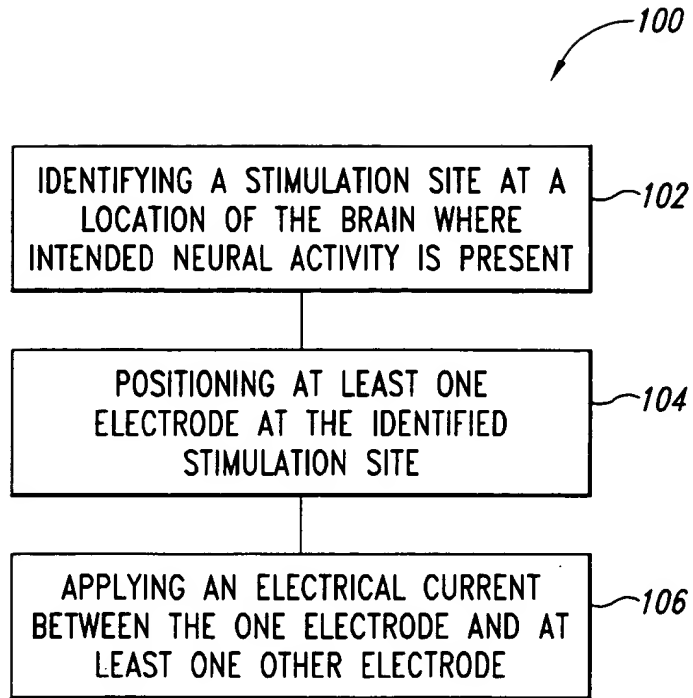 100
IDENTIFYING A STIMULATION SITE AT A
LOCATION OF THE BRAIN WHERE
INTENDED NEURAL ACTIVITY IS PRESENT
102
POSITIONING AT LEAST ONE
ELECTRODE AT THE IDENTIFIED
STIMULATION SITE
104
APPLYING AN ELECTRICAL CURRENT
BETWEEN THE ONE ELECTRODE AND AT
LEAST ONE OTHER ELECTRODE
106